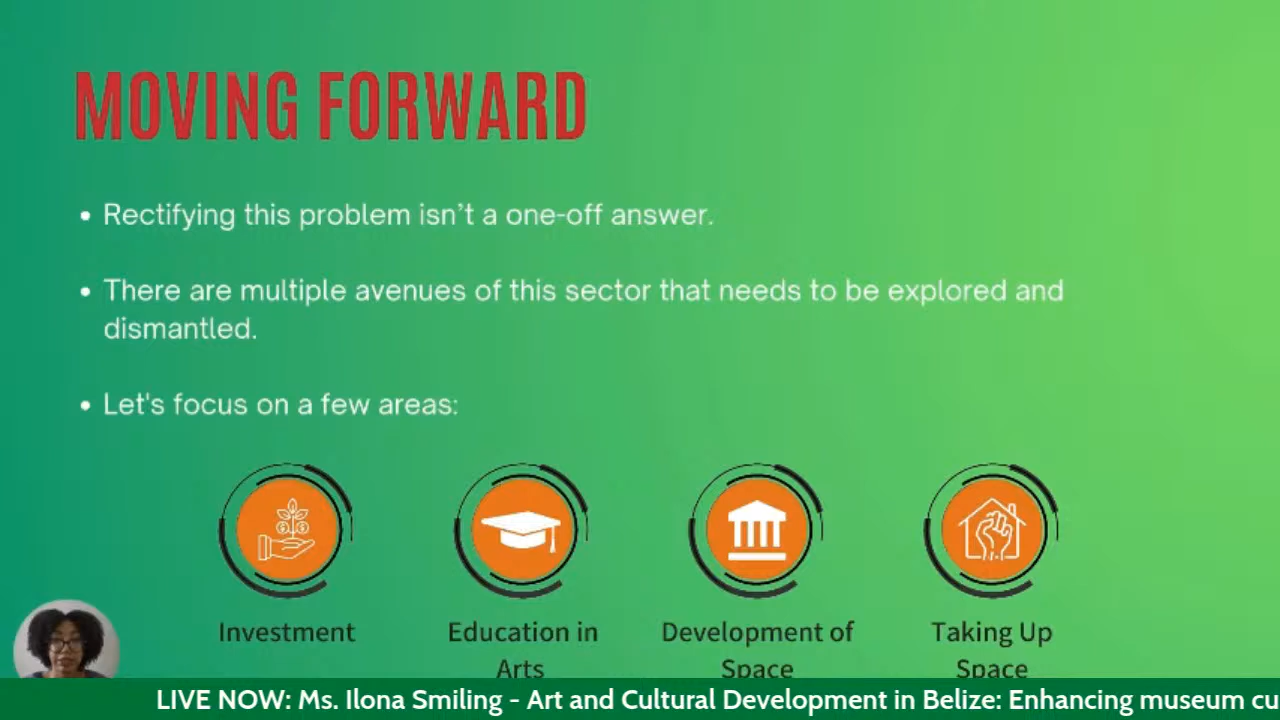 MOVING FORWARD
• Rectifying this problem isn’t a one-off answer.
• There are multiple avenues of this sector that needs to be explored and
dismantled.
• Let's focus on a few areas:
Investment
Education in
Arts
Development of
Space
Taking Up
Space
LIVE NOW: Ms. Ilona Smiling - Art and Cultural Development in Belize: Enhancing museum cu